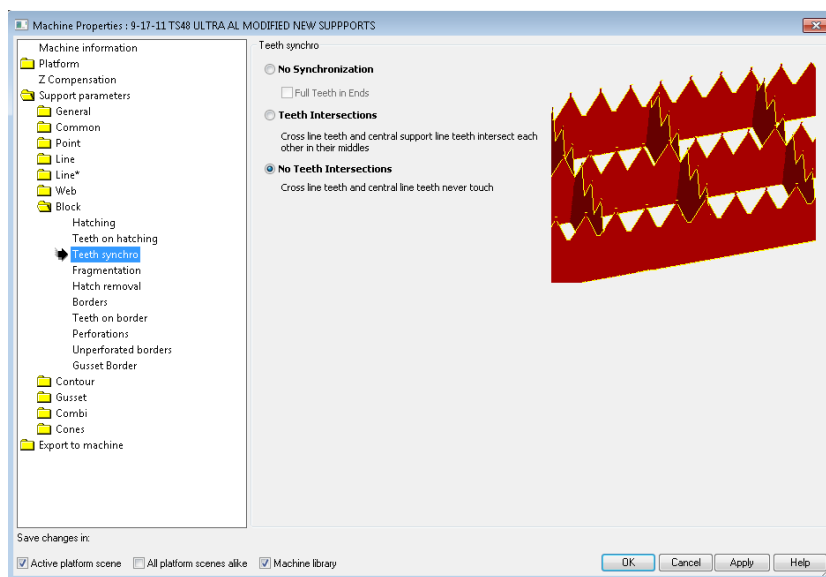 Machine Properties : 9-17-11 TS48 ULTRA AL MODIFIED NEW SUPPPORTS
Machine information
Platform
Z Compensation
Support parameters
General
Common
Point
Line
Line*
Web
Block
Hatching
Teeth on hatching
Teeth synchro
Fragmentation
Hatch removal
Borders
Teeth on border
Perforations
Unperforated borders
Gusset Border
Contour
Gusset
Combi
Cones
Export to machine
Teeth synchro
No Synchronization
Full Teeth in Ends
Teeth Intersections
Cross line teeth and central support line teeth intersect each
other in their middles
No Teeth Intersections
Cross line teeth and central line teeth never touch
Save changes in:
Active platform scene
All platform scenes alike
Machine library
OK
Cancel
Apply
Help